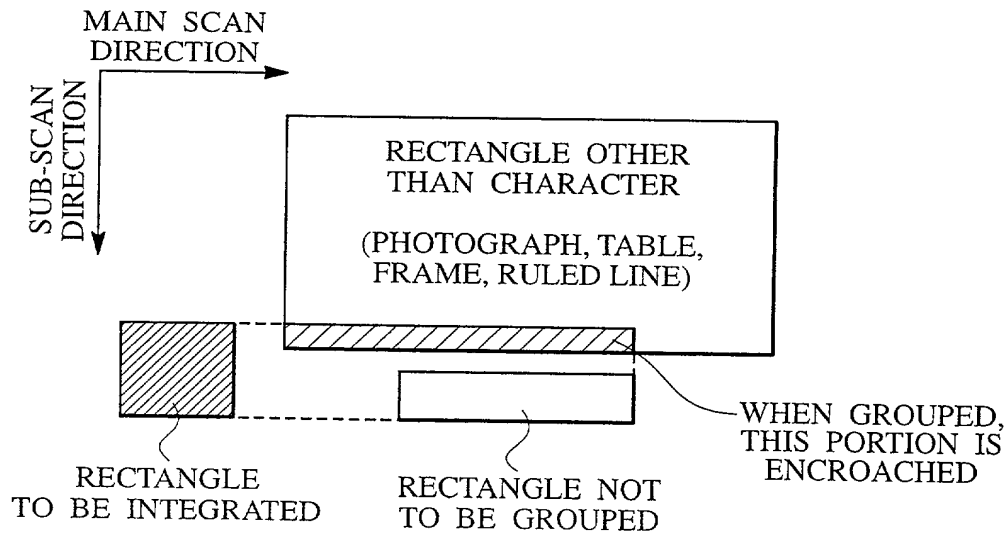 MAIN SCAN
DIRECTION
SUB-SCAN
DIRECTION
RECTANGLE OTHER
THAN CHARACTER
(PHOTOGRAPH, TABLE,
FRAME, RULED LINE)
WHEN GROUPED,
THIS PORTION IS
ENCROACHED
RECTANGLE
TO BE INTEGRATED
RECTANGLE NOT
TO BE GROUPED